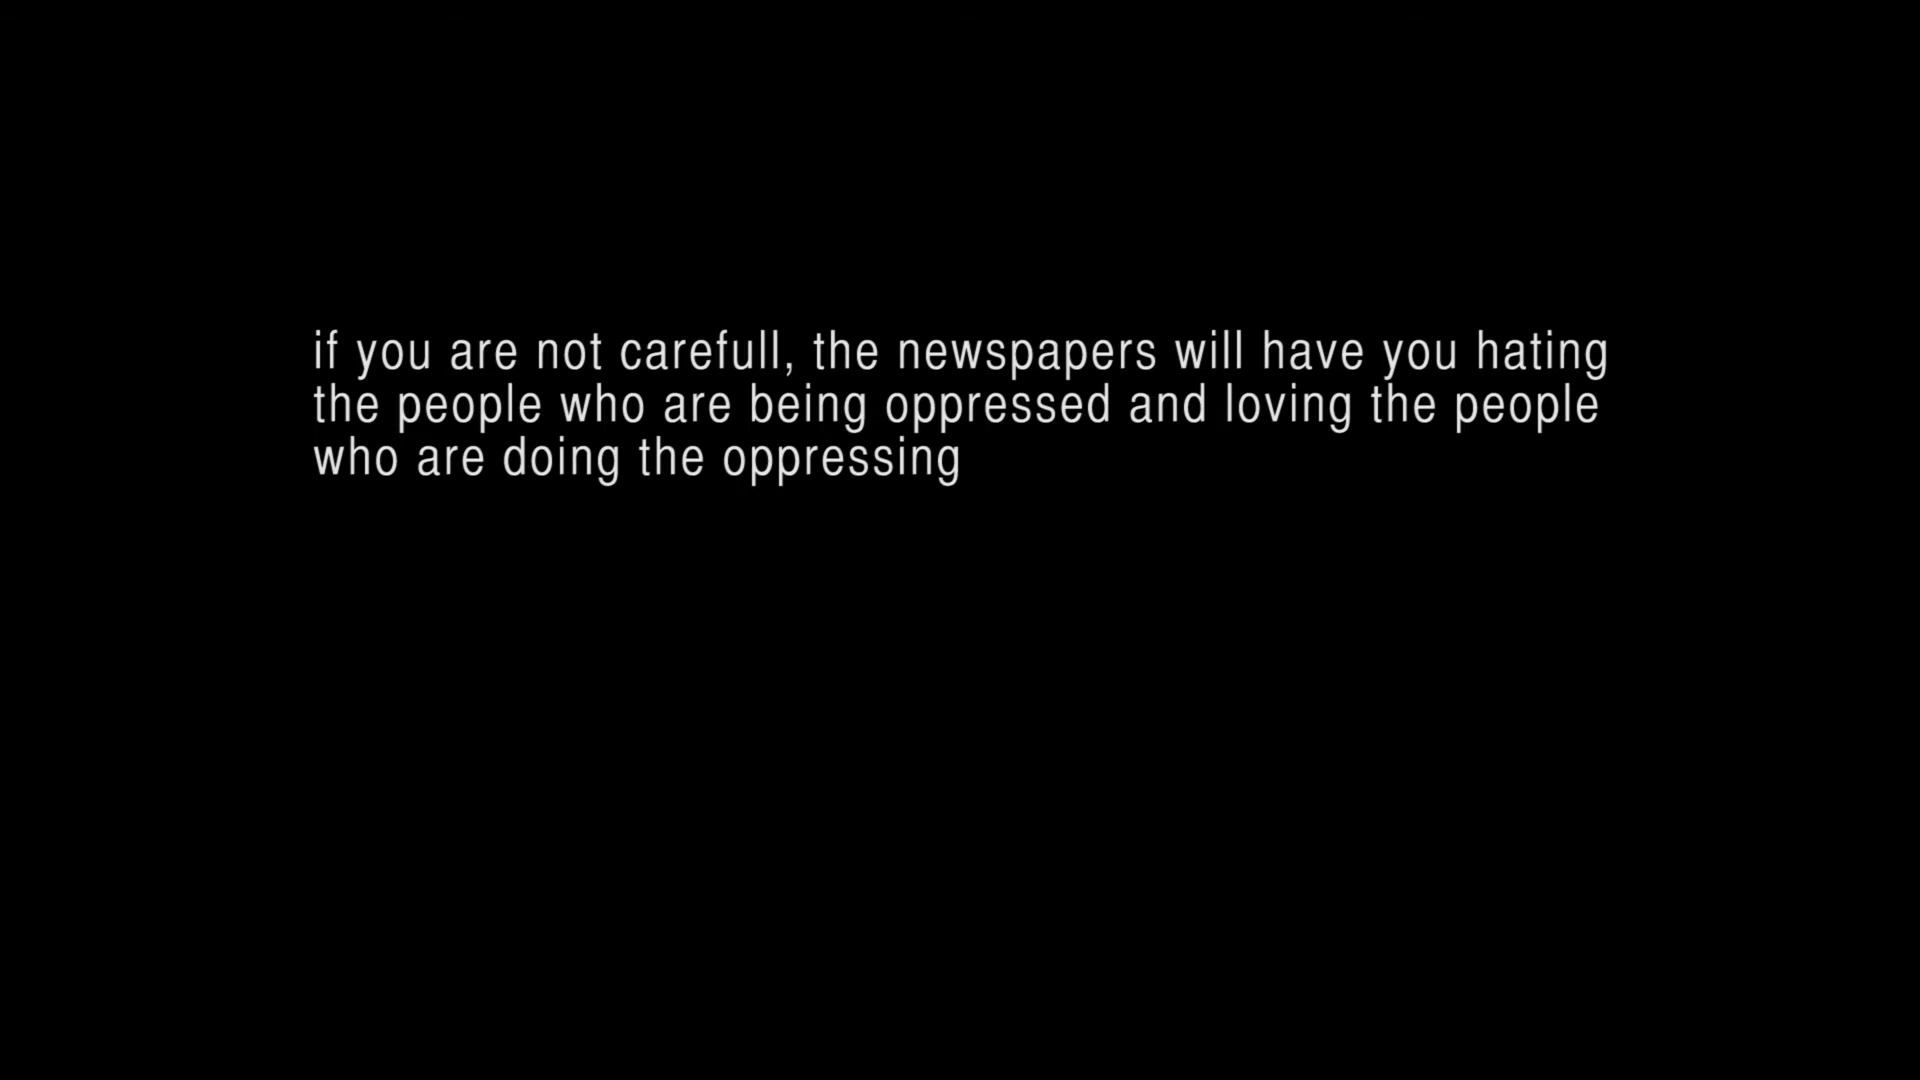 if you are not carefull, the newspapers will have you hating
the people who are being oppressed and loving the people
who are doing the oppressing